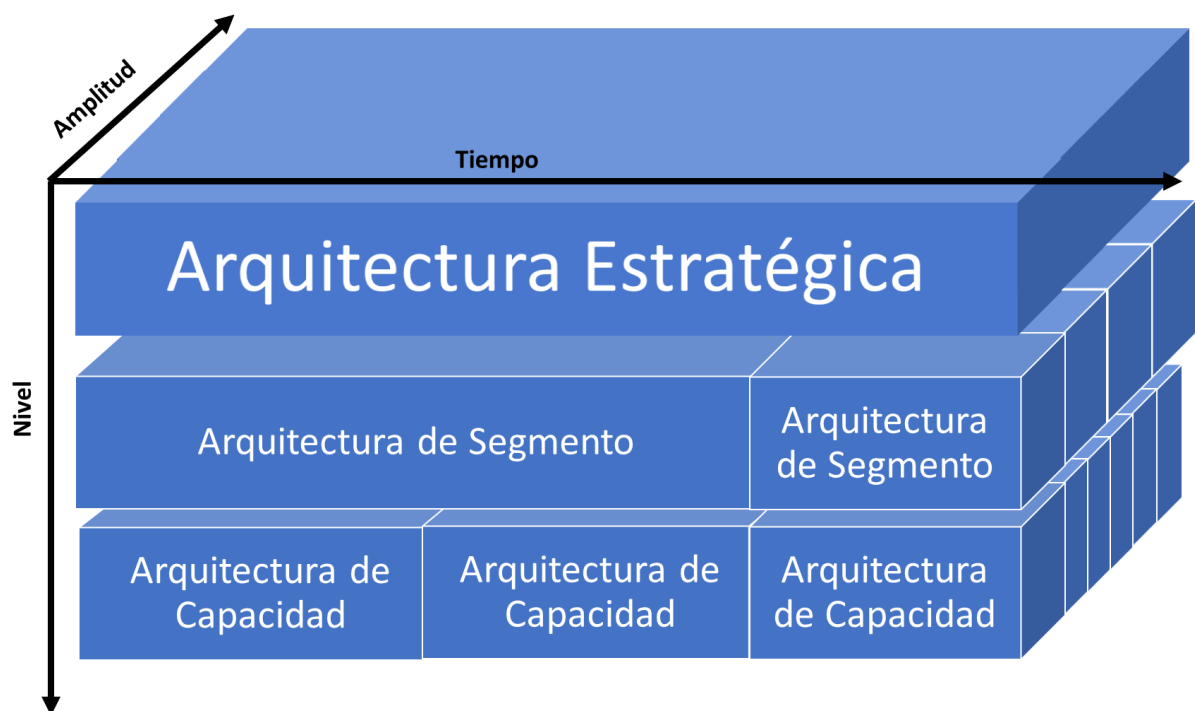 Amplitud
Tiempo
Arquitectura Estratégica
Nivel
Arquitectura de Segmento
Arquitectura
de Segmento
Arquitectura de
Capacidad
Arquitectura de
Capacidad
Arquitectura
de Capacidad